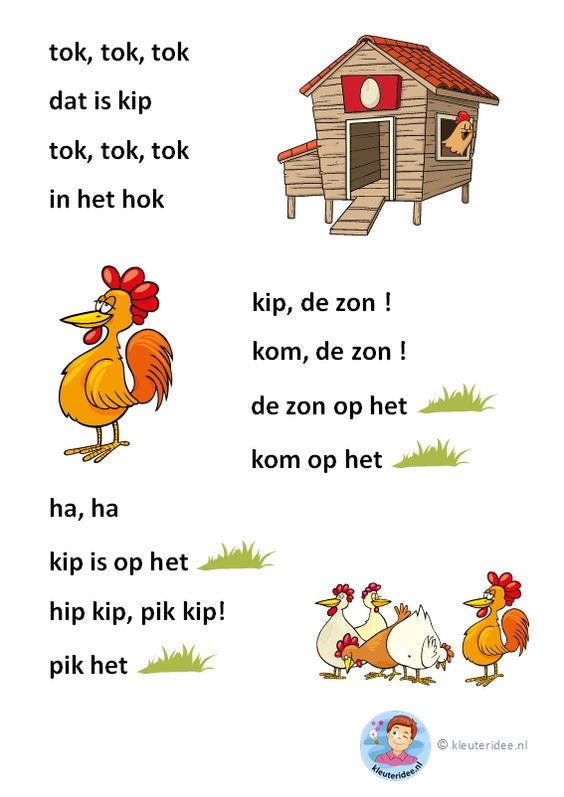 tok, tok, tok
dat is kip
tok, tok, tok
in het hok
kip, de zon !
kom, de zon !
de zon op het
kom op het
ha, ha
kip is op het
hip kip, pik kip!
pik het
kleuteridee.nl
© kleuteridee.nl